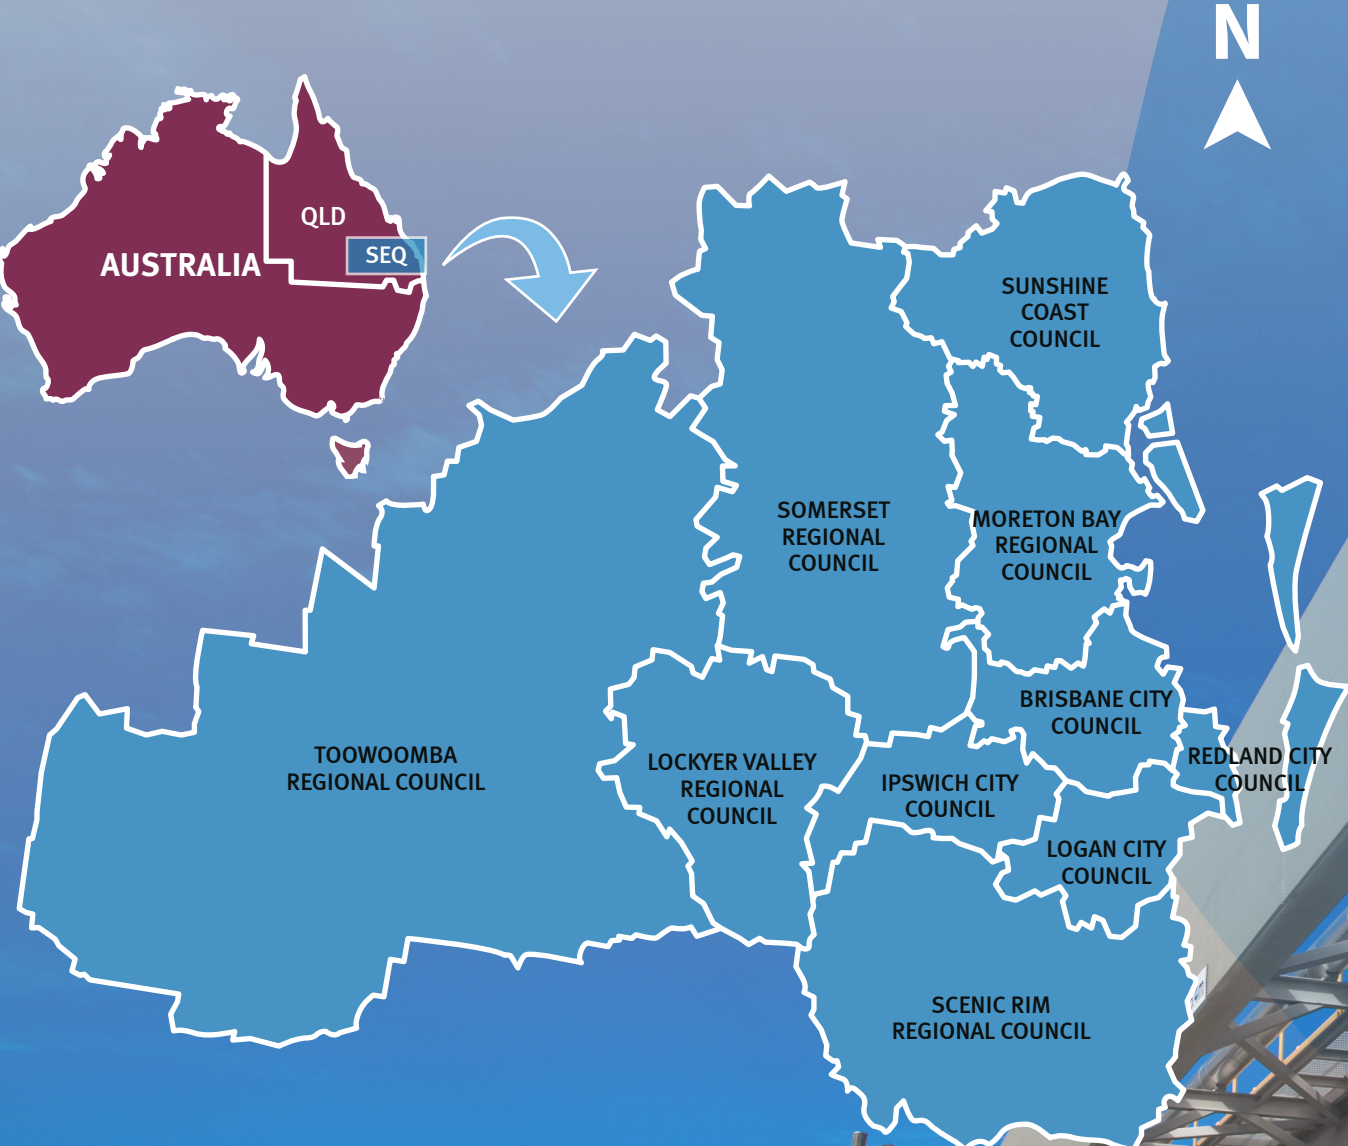 N
QLD
SEQ
AUSTRALIA
SUNSHINE
COAST
COUNCIL
SOMERSET
REGIONAL
COUNCIL
MORETON BAY
REGIONAL
COUNCIL
BRISBANE CITY
COUNCIL
REDLAND CITY
COUNCIL
TOOWOOMBA
REGIONAL COUNCIL
LOCKYER VALLEY
REGIONAL
COUNCIL
IPSWICH CITY
COUNCIL
LOGAN CITY
COUNCIL
SCENIC RIM
REGIONAL COUNCIL